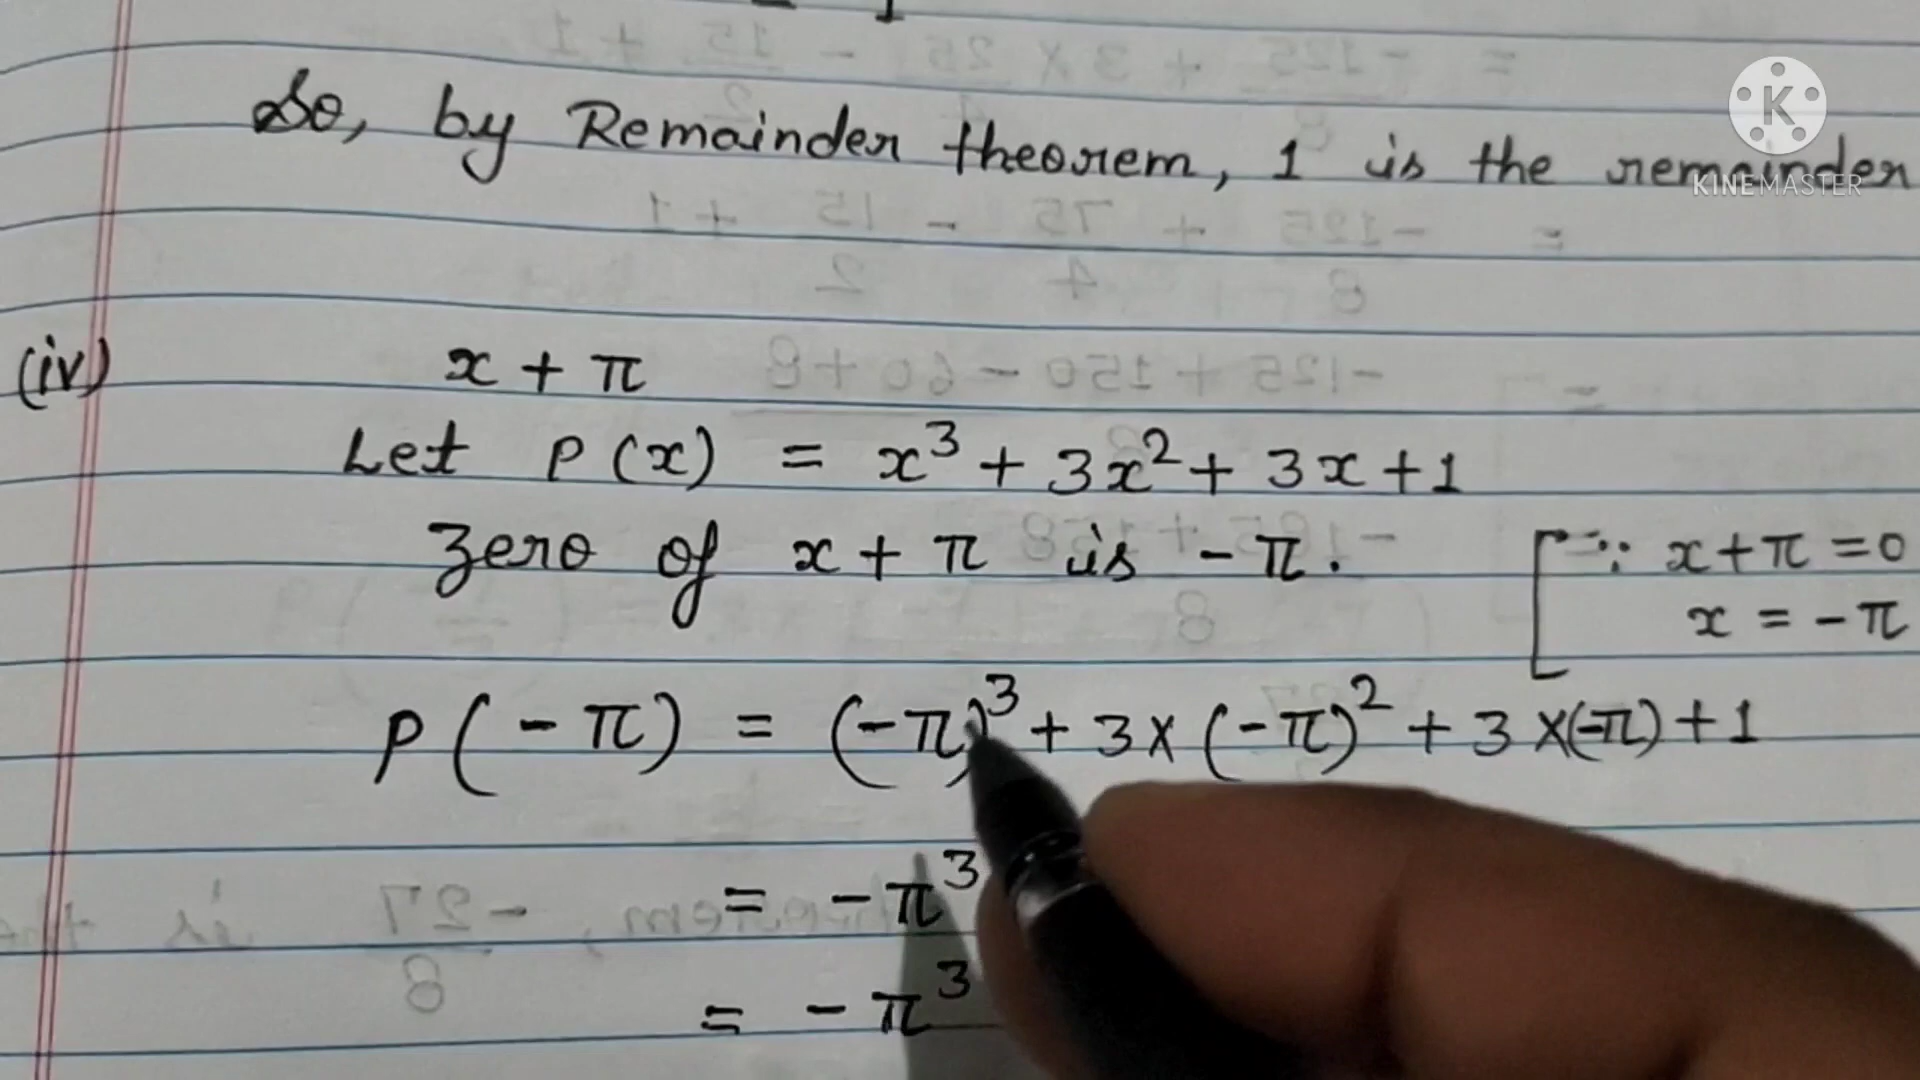 So, by Remainder theorem, 1 is the remainder
KINEMASTER
(iv) x + π
Let p(x) = x³ + 3x² + 3x + 1
Zero of x + π is - π. [∵ x + π = 0
x = - π
p(- π) = (-π)³ + 3 × (-π)² + 3 × (-π) + 1
= - π³
= - π³